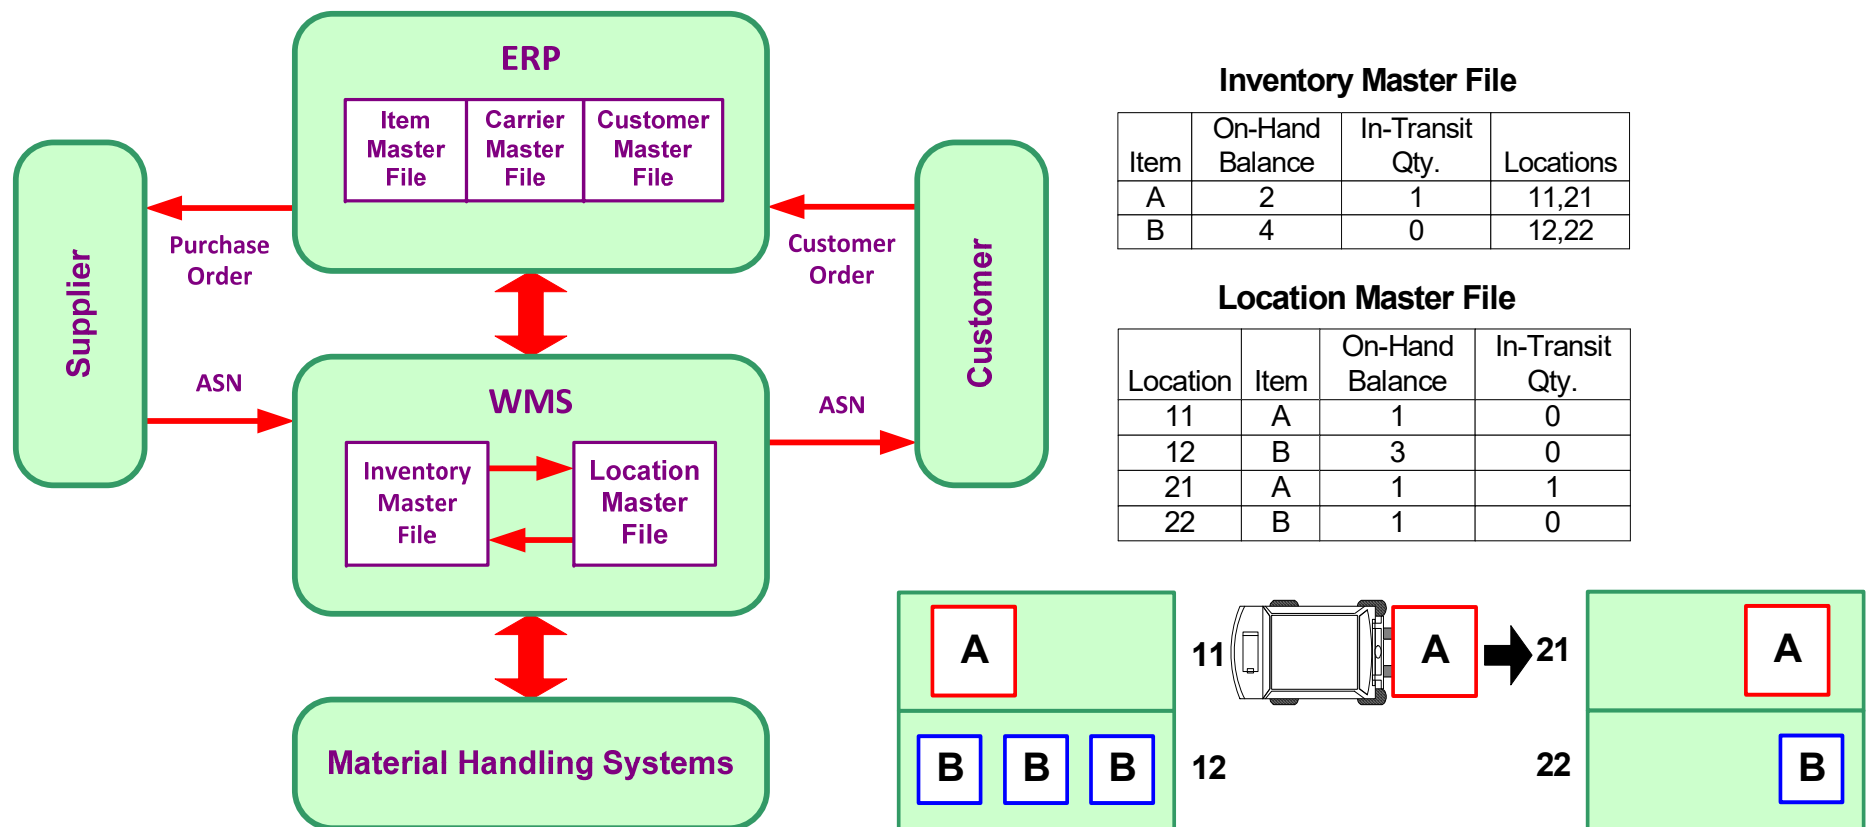 ERP
Item
Master
File
Carrier
Master
File
Customer
Master
File
Supplier
Purchase
Order
Customer
Order
Customer
ASN
WMS
ASN
Inventory
Master
File
Location
Master
File
Material Handling Systems
Inventory Master File
Item On-Hand Balance In-Transit Qty. Locations
A 2 1 11,21
B 4 0 12,22
Location Master File
Location Item On-Hand Balance In-Transit Qty.
11 A 1 0
12 B 3 0
21 A 1 1
22 B 1 0
A 11 A 21 A
B B B 12 22 B